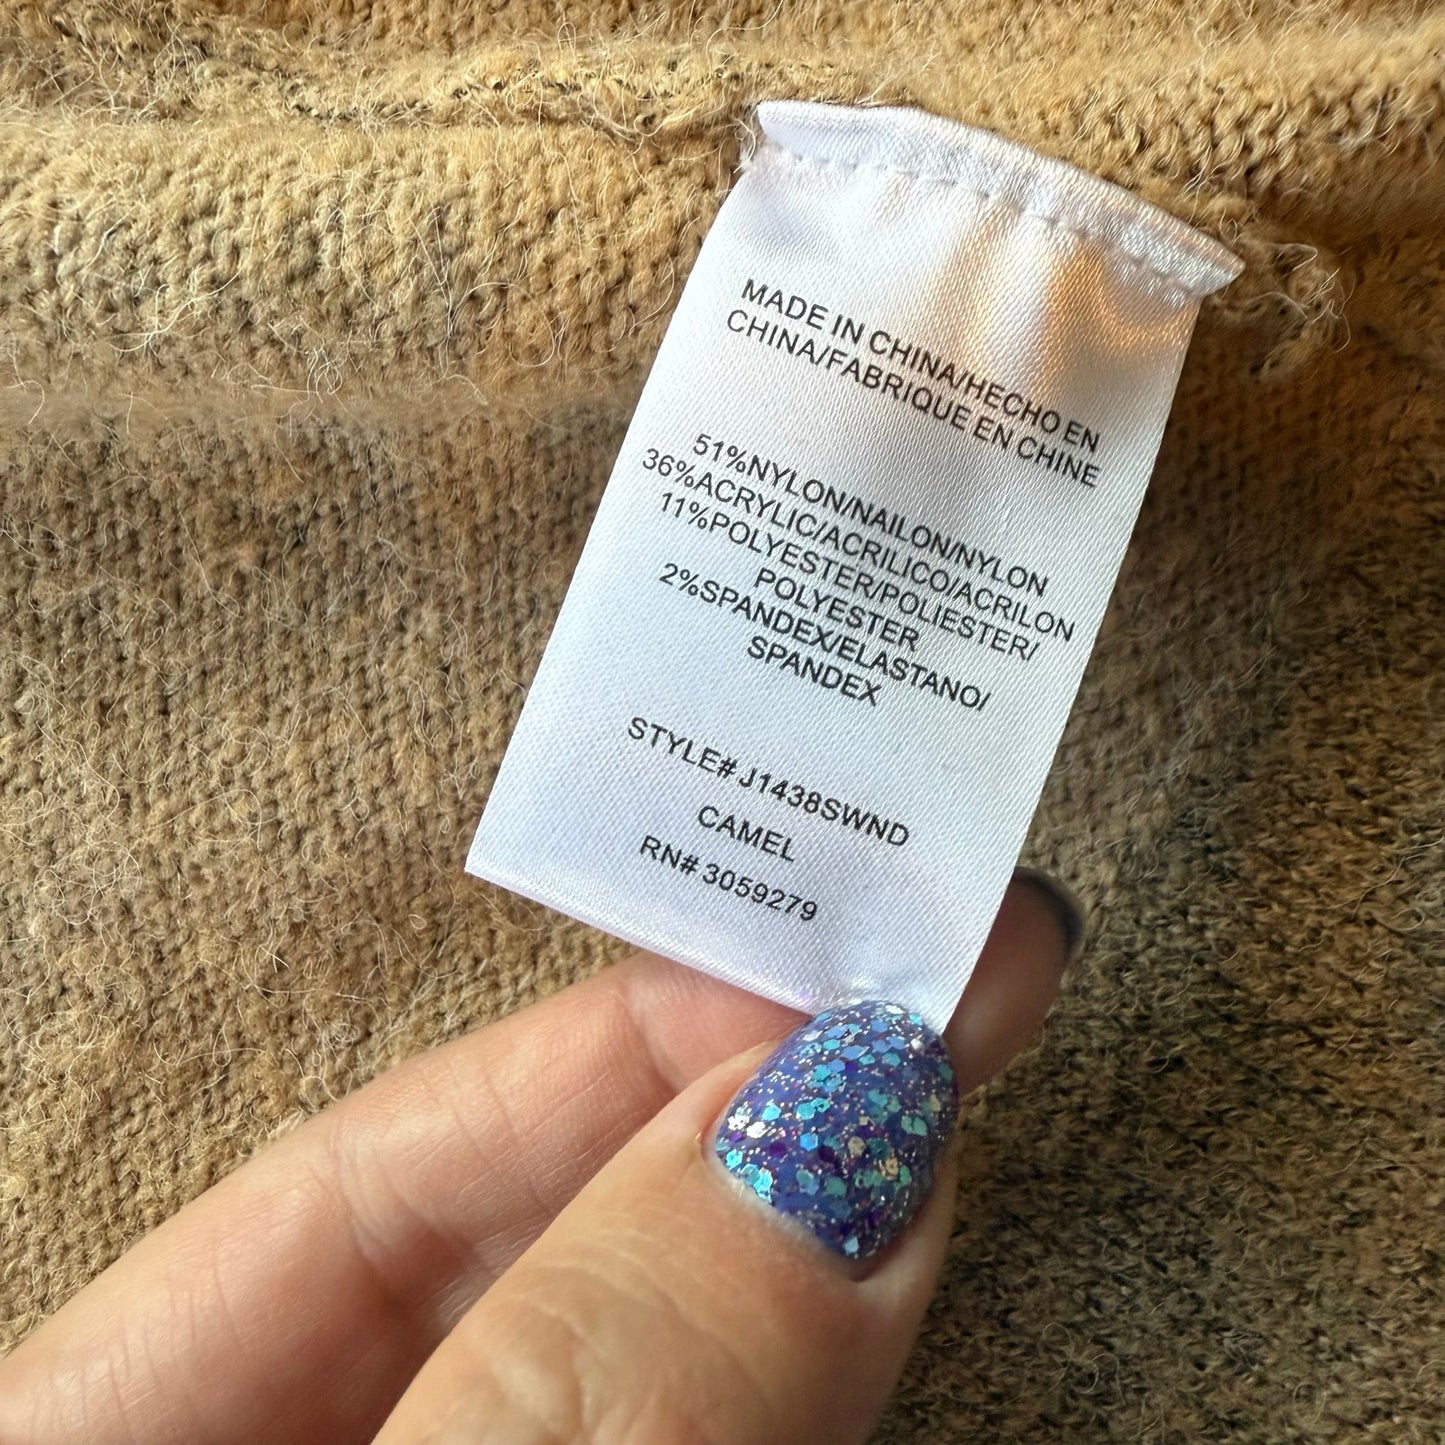 MADE IN CHINA/HECHO EN
CHINA/FABRIQUE EN CHINE
51%NYLON/NAILON/NYLON
36%ACRYLIC/ACRILICO/ACRILON
11%POLYESTER/POLIESTER/
POLYESTER
2%SPANDEX/ELASTANO/
SPANDEX
STYLE# J1438SWND
CAMEL
RN# 3059279